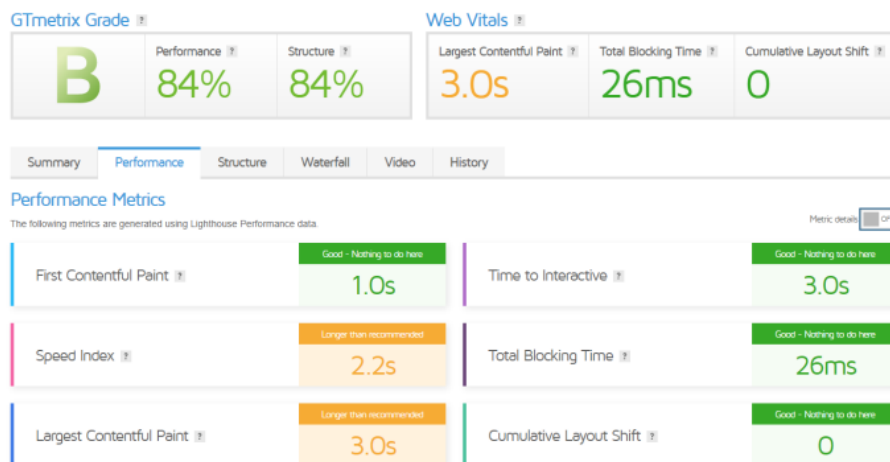 GTmetrix Grade ?
Web Vitals ?
B
Performance ?
84%
Structure ?
84%
Largest Contentful Paint ?
3.0s
Total Blocking Time ?
26ms
Cumulative Layout Shift ?
0
Summary Performance Structure Waterfall Video History
Performance Metrics
The following metrics are generated using Lighthouse Performance data.
Metric details
First Contentful Paint ?
Good - Nothing to do here
1.0s
Time to Interactive ?
Good - Nothing to do here
3.0s
Speed Index ?
Longer than recommended
2.2s
Total Blocking Time ?
Good - Nothing to do here
26ms
Largest Contentful Paint ?
Longer than recommended
3.0s
Cumulative Layout Shift ?
Good - Nothing to do here
0